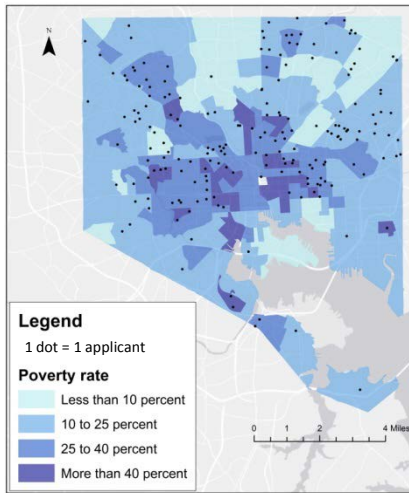 N
Legend
1 dot = 1 applicant
Poverty rate
Less than 10 percent
10 to 25 percent
25 to 40 percent
More than 40 percent
0 1 2 4 Miles